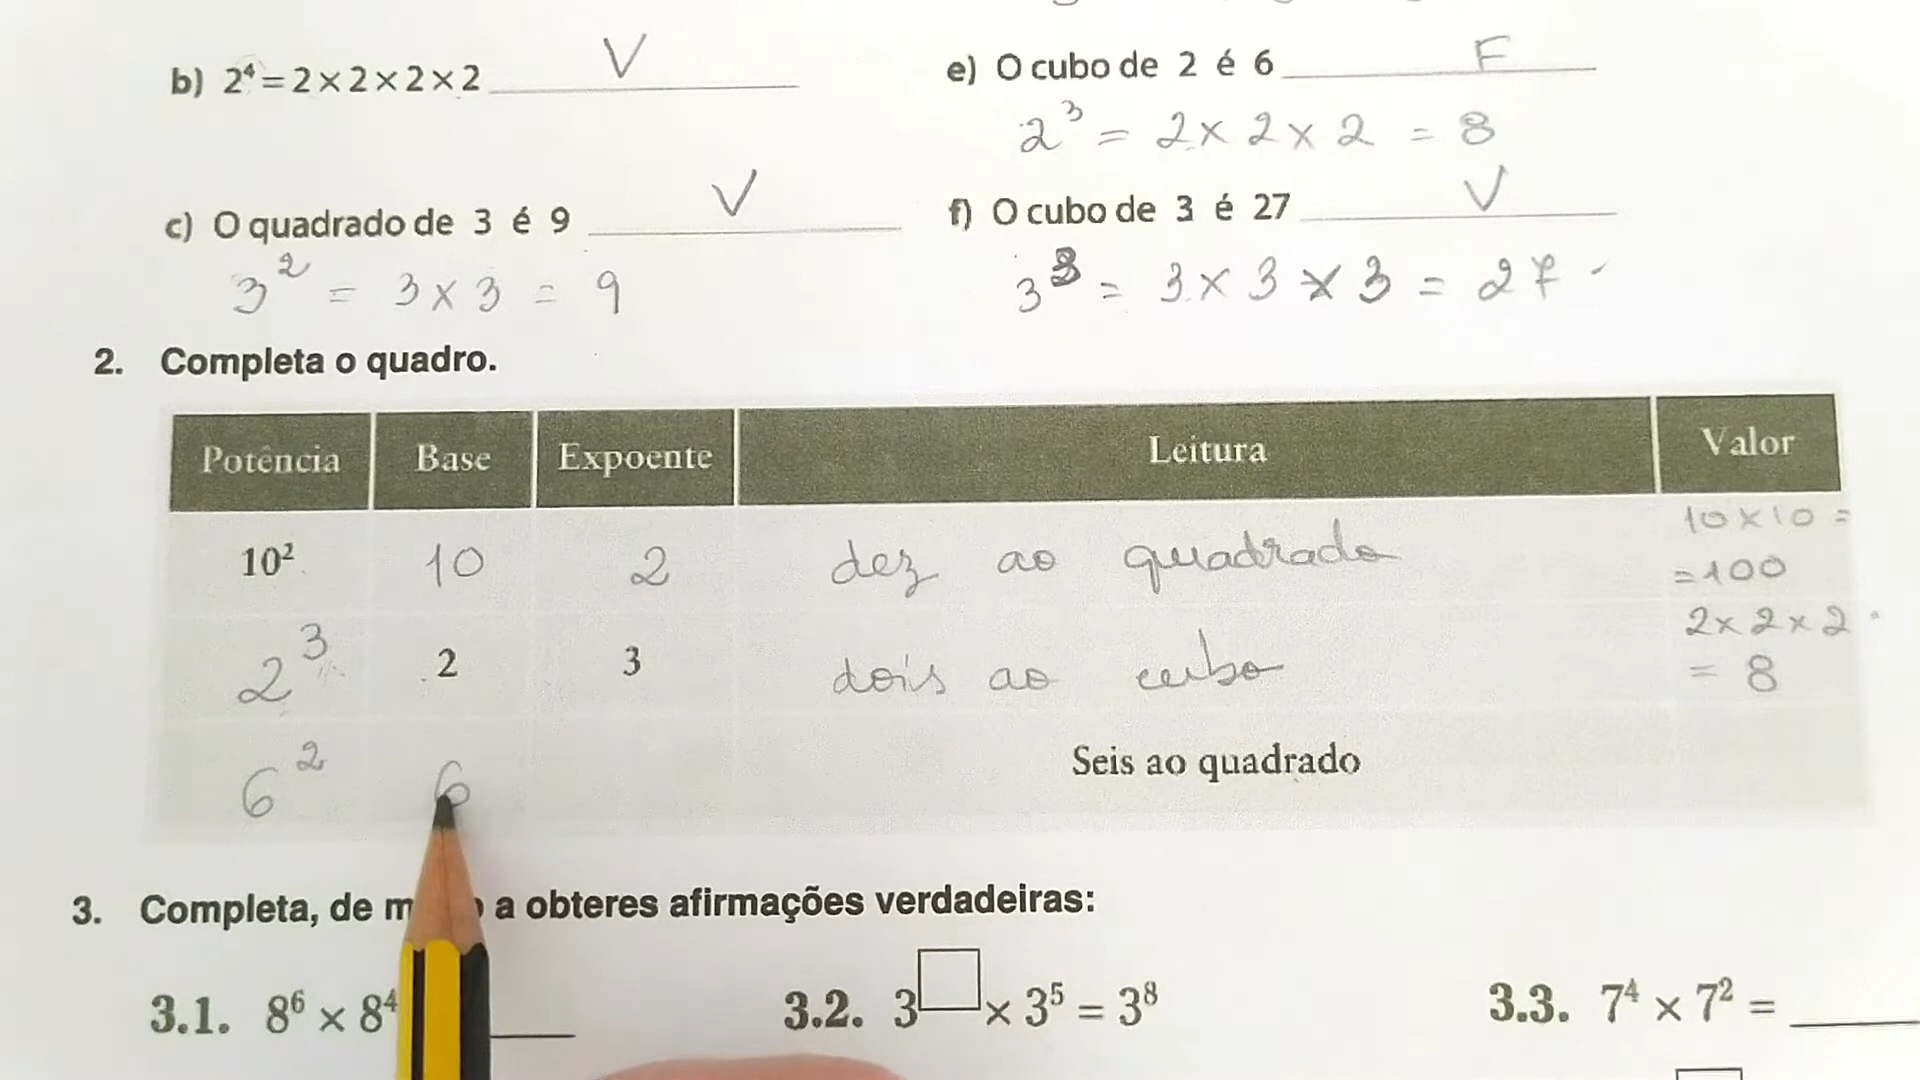 b) 2⁴ = 2 × 2 × 2 × 2 V
e) O cubo de 2 é 6 F
2³ = 2 × 2 × 2 = 8
c) O quadrado de 3 é 9 V
f) O cubo de 3 é 27 V
3² = 3 × 3 = 9
3³ = 3 × 3 × 3 = 27
2. Completa o quadro.
Potência Base Expoente Leitura Valor
10² 10 2 dez ao quadrado 10 × 10 =
= 100
2³ 2 3 dois ao cubo 2 × 2 × 2
= 8
6² 6 Seis ao quadrado
3. Completa, de m a obteres afirmações verdadeiras:
3.1. 8⁶ × 8⁴
3.2. 3□ × 3⁵ = 3⁸
3.3. 7⁴ × 7² =